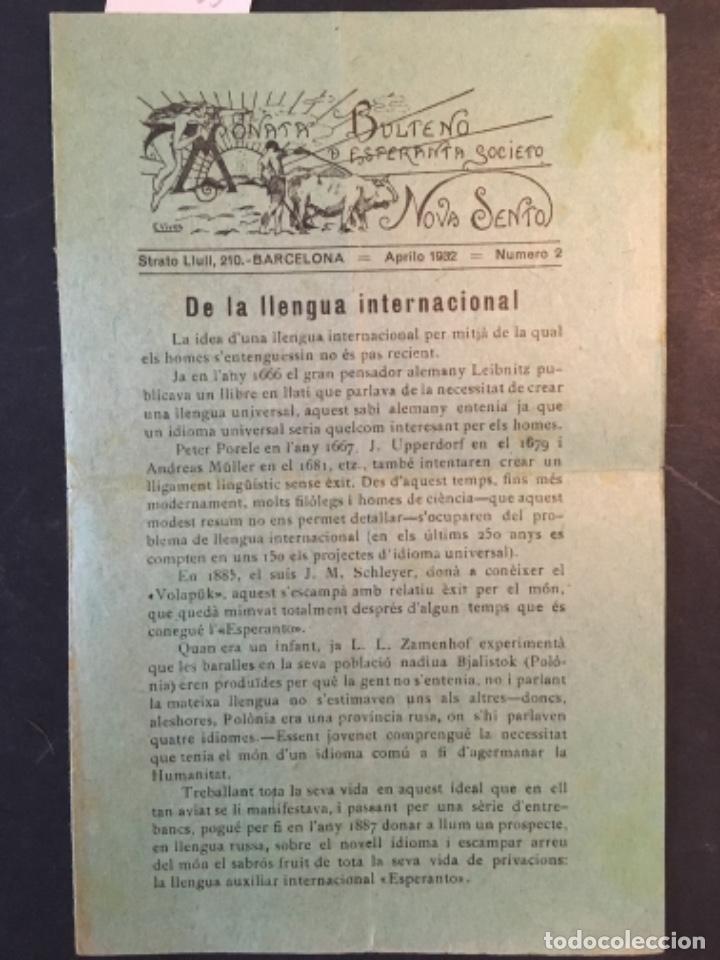 MONATA BULTENO
D ESPERANTA SOCIETO
NOVA SENTO
E. Vives
Strato Llull, 210.-BARCELONA = Aprilo 1932 = Numero 2
De la llengua internacional
La idea d'una llengua internacional per mitjà de la qual
els homes s'entenguessin no és pas recient.
Ja en l'any 1666 el gran pensador alemany Leibnitz pu-
blicava un llibre en llatí que parlava de la necessitat de crear
una llengua universal, aquest sabi alemany entenia ja que
un idioma universal seria quelcom interesant per els homes.
Peter Porele en l'any 1667, J. Upperdorf en el 1679 i
Andreas Müller en el 1681, etz., també intentaren crear un
lligament lingüístic sense èxit. Des d'aquest temps, fins més
modernament, molts filòlegs i homes de ciència—que aquest
modest resum no ens permet detallar—s'ocuparen del pro-
blema de llengua internacional (en els últims 250 anys es
compten en uns 150 els projectes d'idioma universal).
En 1885, el suís J. M. Schleyer, donà a conèixer el
«Volapük», aquest s'escampà amb relatiu èxit per el món,
que quedà mimvat totalment després d'algun temps que és
conegué l'«Esperanto».
Quan era un infant, ja L. L. Zamenhof experimentà
que les baralles en la seva població nadiua Bjalistok (Poló-
nia) eren produïdes per què la gent no s'entenia, no i parlant
la mateixa llengua no s'estimaven uns als altres—doncs,
aleshores, Polònia era una província rusa, on s'hi parlaven
quatre idiomes.—Essent jovenet comprengué la necessitat
que tenia el món d'un idioma comú a fi d'agermanar la
Humanitat.
Treballant tota la seva vida en aquest ideal que en ell
tan aviat se li manifestava, i passant per una sèrie d'entre-
bancs, pogué per fi en l'any 1887 donar a llum un prospecte,
en llengua russa, sobre el novell idioma i escampar arreu
del món el sabrós fruit de tota la seva vida de privacions:
la llengua auxiliar internacional «Esperanto».
todocoleccion.net